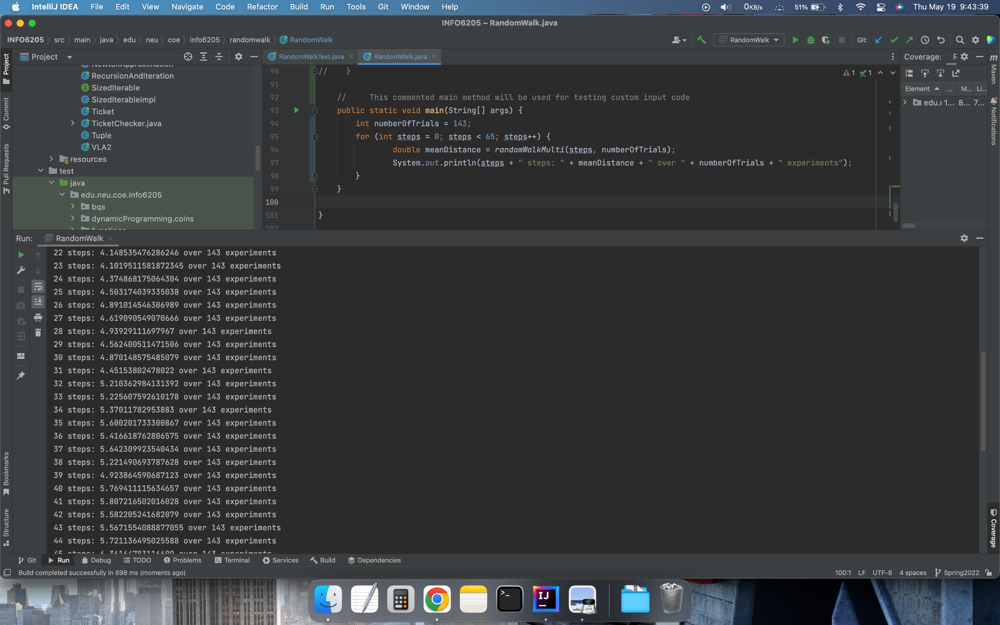 IntelliJ IDEA File Edit View Navigate Code Refactor Build Run Tools Git Window Help 0KB/s 51% Thu May 19 9:43:39
INFO6205 – RandomWalk.java
INFO6205 src main java edu neu coe info6205 randomwalk RandomWalk RandomWalk Git:
Project RandomWalkTest.java RandomWalk.java Coverage: R
Project
Commit
Pull Requests
Bookmarks
Structure
NewtonApproximation
RecursionAndIteration
SizedIterable
SizedIterableImpl
Ticket
TicketChecker.java
Tuple
VLA2
resources
test
java
edu.neu.coe.info6205
bqs
dynamicProgramming.coins
functions
90 // }
91
92 // This commented main method will be used for testing custom input code
93 public static void main(String[] args) {
94 int numberOfTrials = 143;
95 for (int steps = 0; steps < 65; steps++) {
96 double meanDistance = randomWalkMulti(steps, numberOfTrials);
97 System.out.println(steps + " steps: " + meanDistance + " over " + numberOfTrials + " experiments");
98 }
99 }
100
101 }
102
1 1
Element ... M... Li...
edu.r 1... 8... 7...
m
Maven
Notifications
Coverage
Run: RandomWalk
22 steps: 4.148535476286246 over 143 experiments
23 steps: 4.1019511581872345 over 143 experiments
24 steps: 4.374868175064304 over 143 experiments
25 steps: 4.503174039335038 over 143 experiments
26 steps: 4.891014546306989 over 143 experiments
27 steps: 4.619090549070666 over 143 experiments
28 steps: 4.93929111697967 over 143 experiments
29 steps: 4.562400511471506 over 143 experiments
30 steps: 4.870148575485079 over 143 experiments
31 steps: 4.45153802478022 over 143 experiments
32 steps: 5.210362984131392 over 143 experiments
33 steps: 5.225607592610178 over 143 experiments
34 steps: 5.37011782953883 over 143 experiments
35 steps: 5.600201733300867 over 143 experiments
36 steps: 5.416618762806575 over 143 experiments
37 steps: 5.642309923540434 over 143 experiments
38 steps: 5.221490693787628 over 143 experiments
39 steps: 4.923864590687123 over 143 experiments
40 steps: 5.769411115634657 over 143 experiments
41 steps: 5.807216502016028 over 143 experiments
42 steps: 5.582205241682079 over 143 experiments
43 steps: 5.5671554088877055 over 143 experiments
44 steps: 5.721136495025588 over 143 experiments
45 steps: 6.36164783116609 over 143 experiments
Git Run Debug TODO Problems Terminal Services Build Dependencies
Build completed successfully in 898 ms (moments ago) 100:1 LF UTF-8 4 spaces Spring2022
IJ